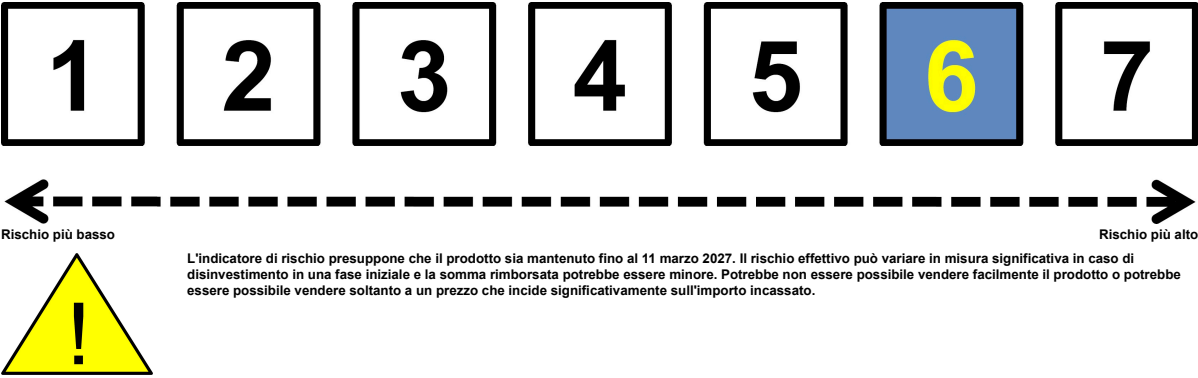 1 2 3 4 5 6 7
Rischio più basso Rischio più alto
L'indicatore di rischio presuppone che il prodotto sia mantenuto fino al 11 marzo 2027. Il rischio effettivo può variare in misura significativa in caso di
disinvestimento in una fase iniziale e la somma rimborsata potrebbe essere minore. Potrebbe non essere possibile vendere facilmente il prodotto o potrebbe
essere possibile vendere soltanto a un prezzo che incide significativamente sull'importo incassato.
!